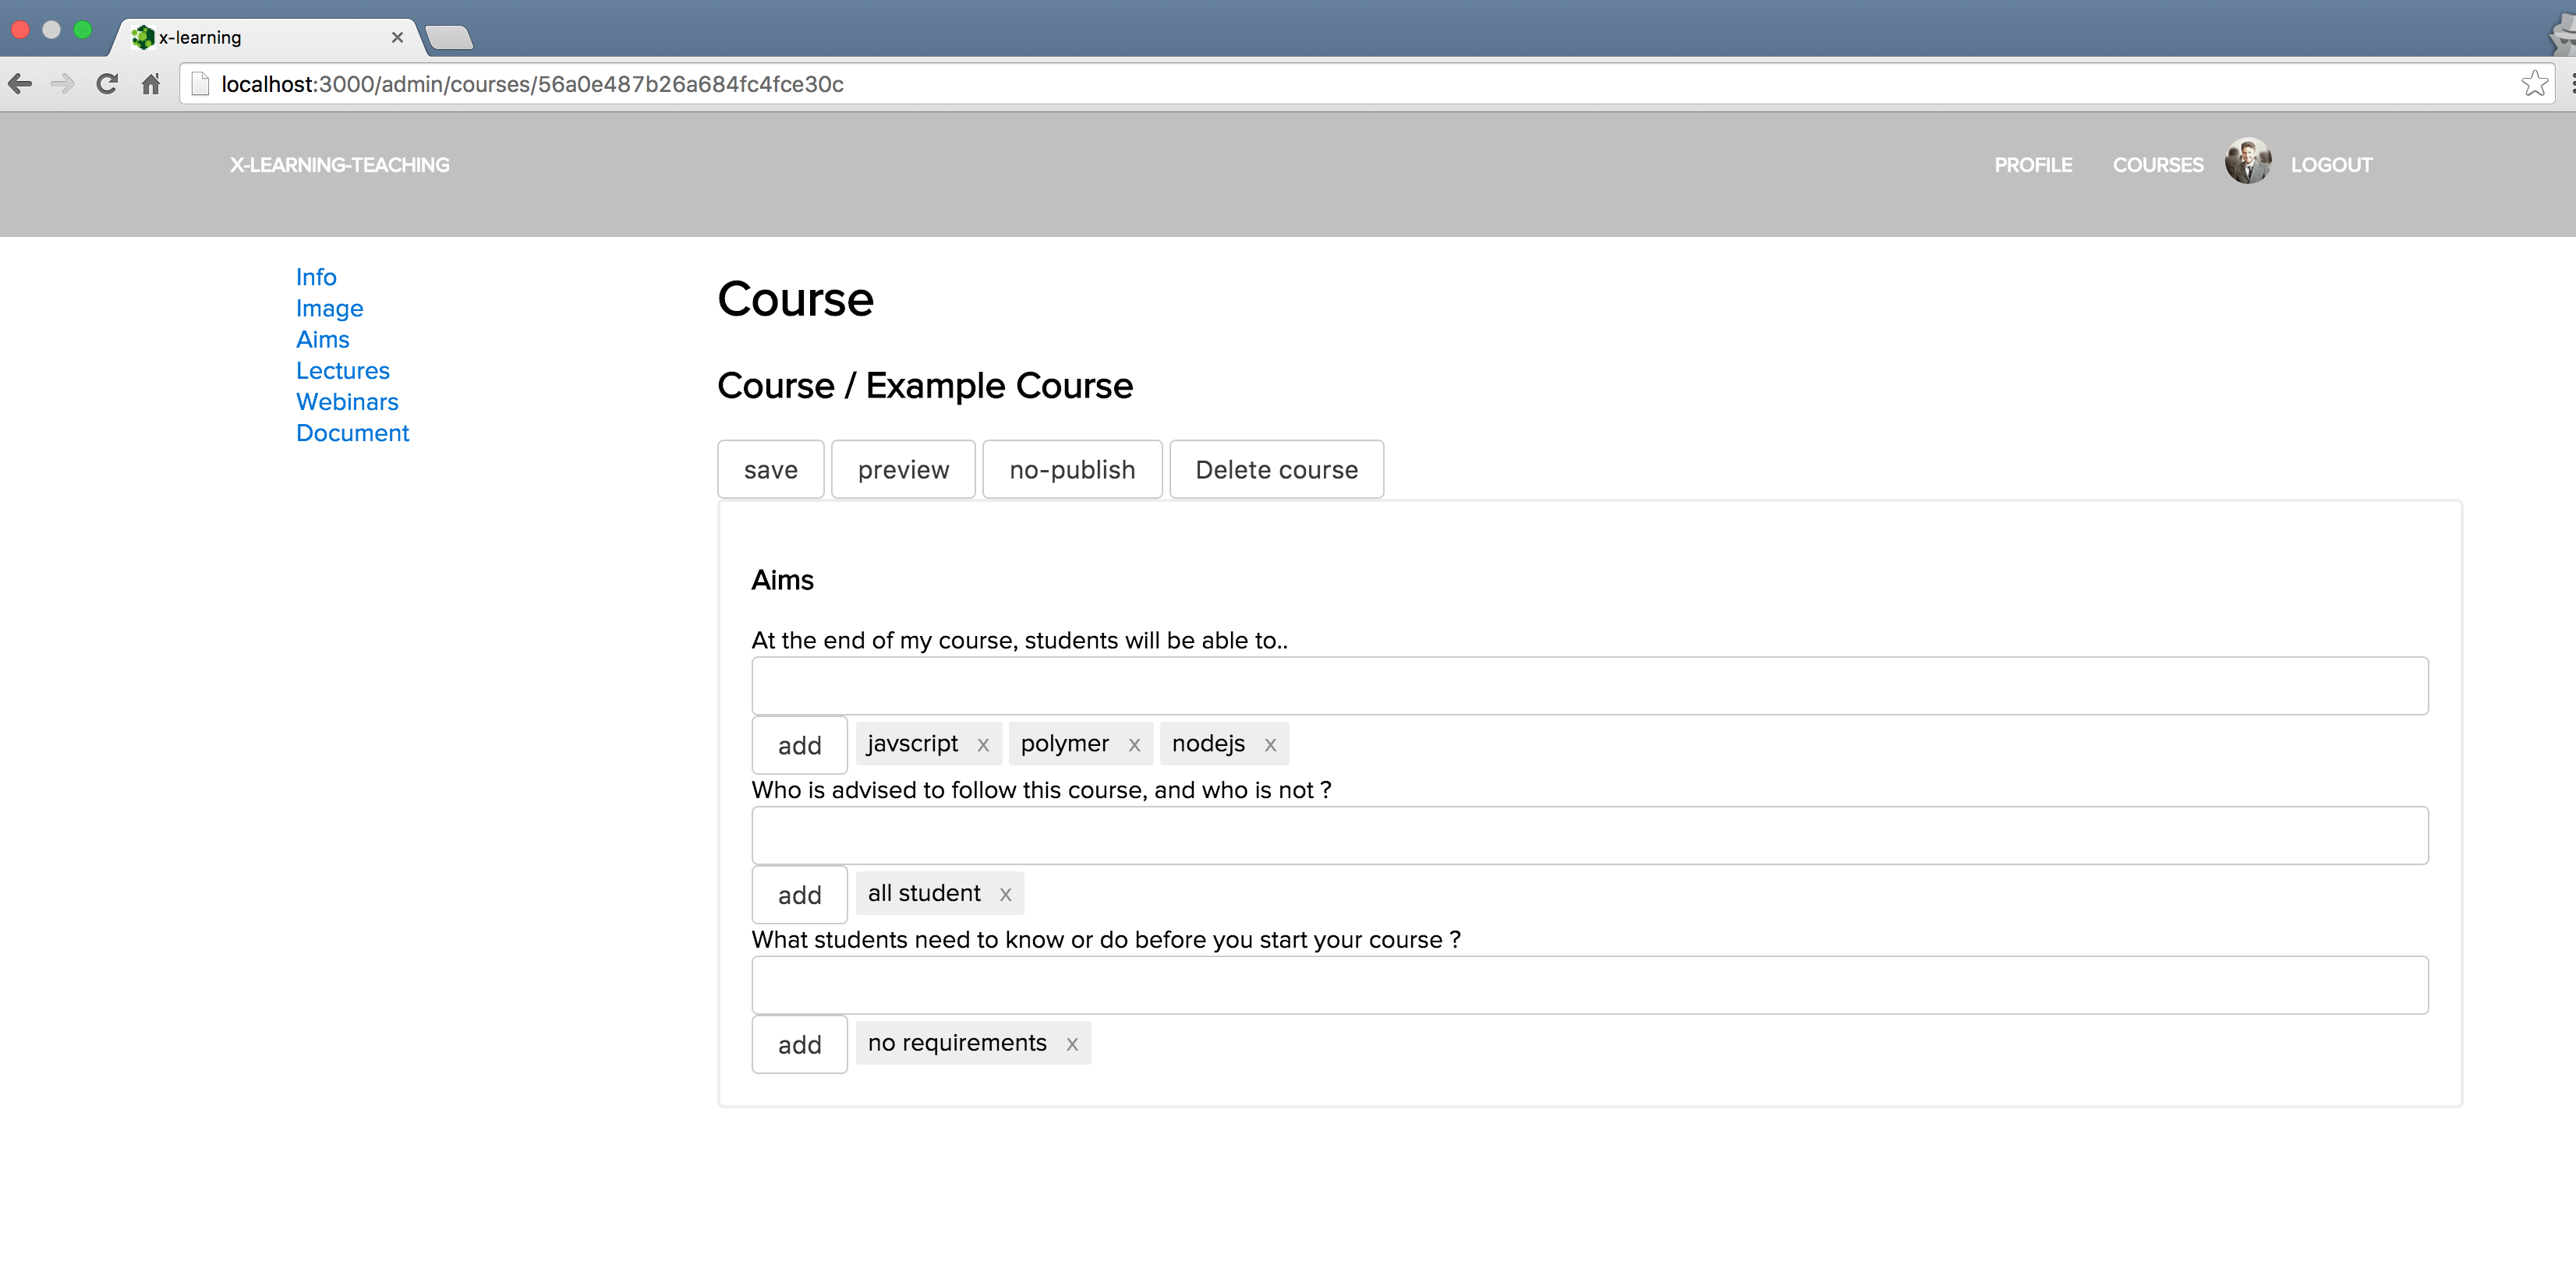 x-learning
localhost:3000/admin/courses/56a0e487b26a684fc4fce30c
X-LEARNING-TEACHING PROFILE COURSES LOGOUT
Info
Image
Aims
Lectures
Webinars
Document
Course
Course / Example Course
save preview no-publish Delete course
Aims
At the end of my course, students will be able to..
add javscript x polymer x nodejs x
Who is advised to follow this course, and who is not ?
add all student x
What students need to know or do before you start your course ?
add no requirements x